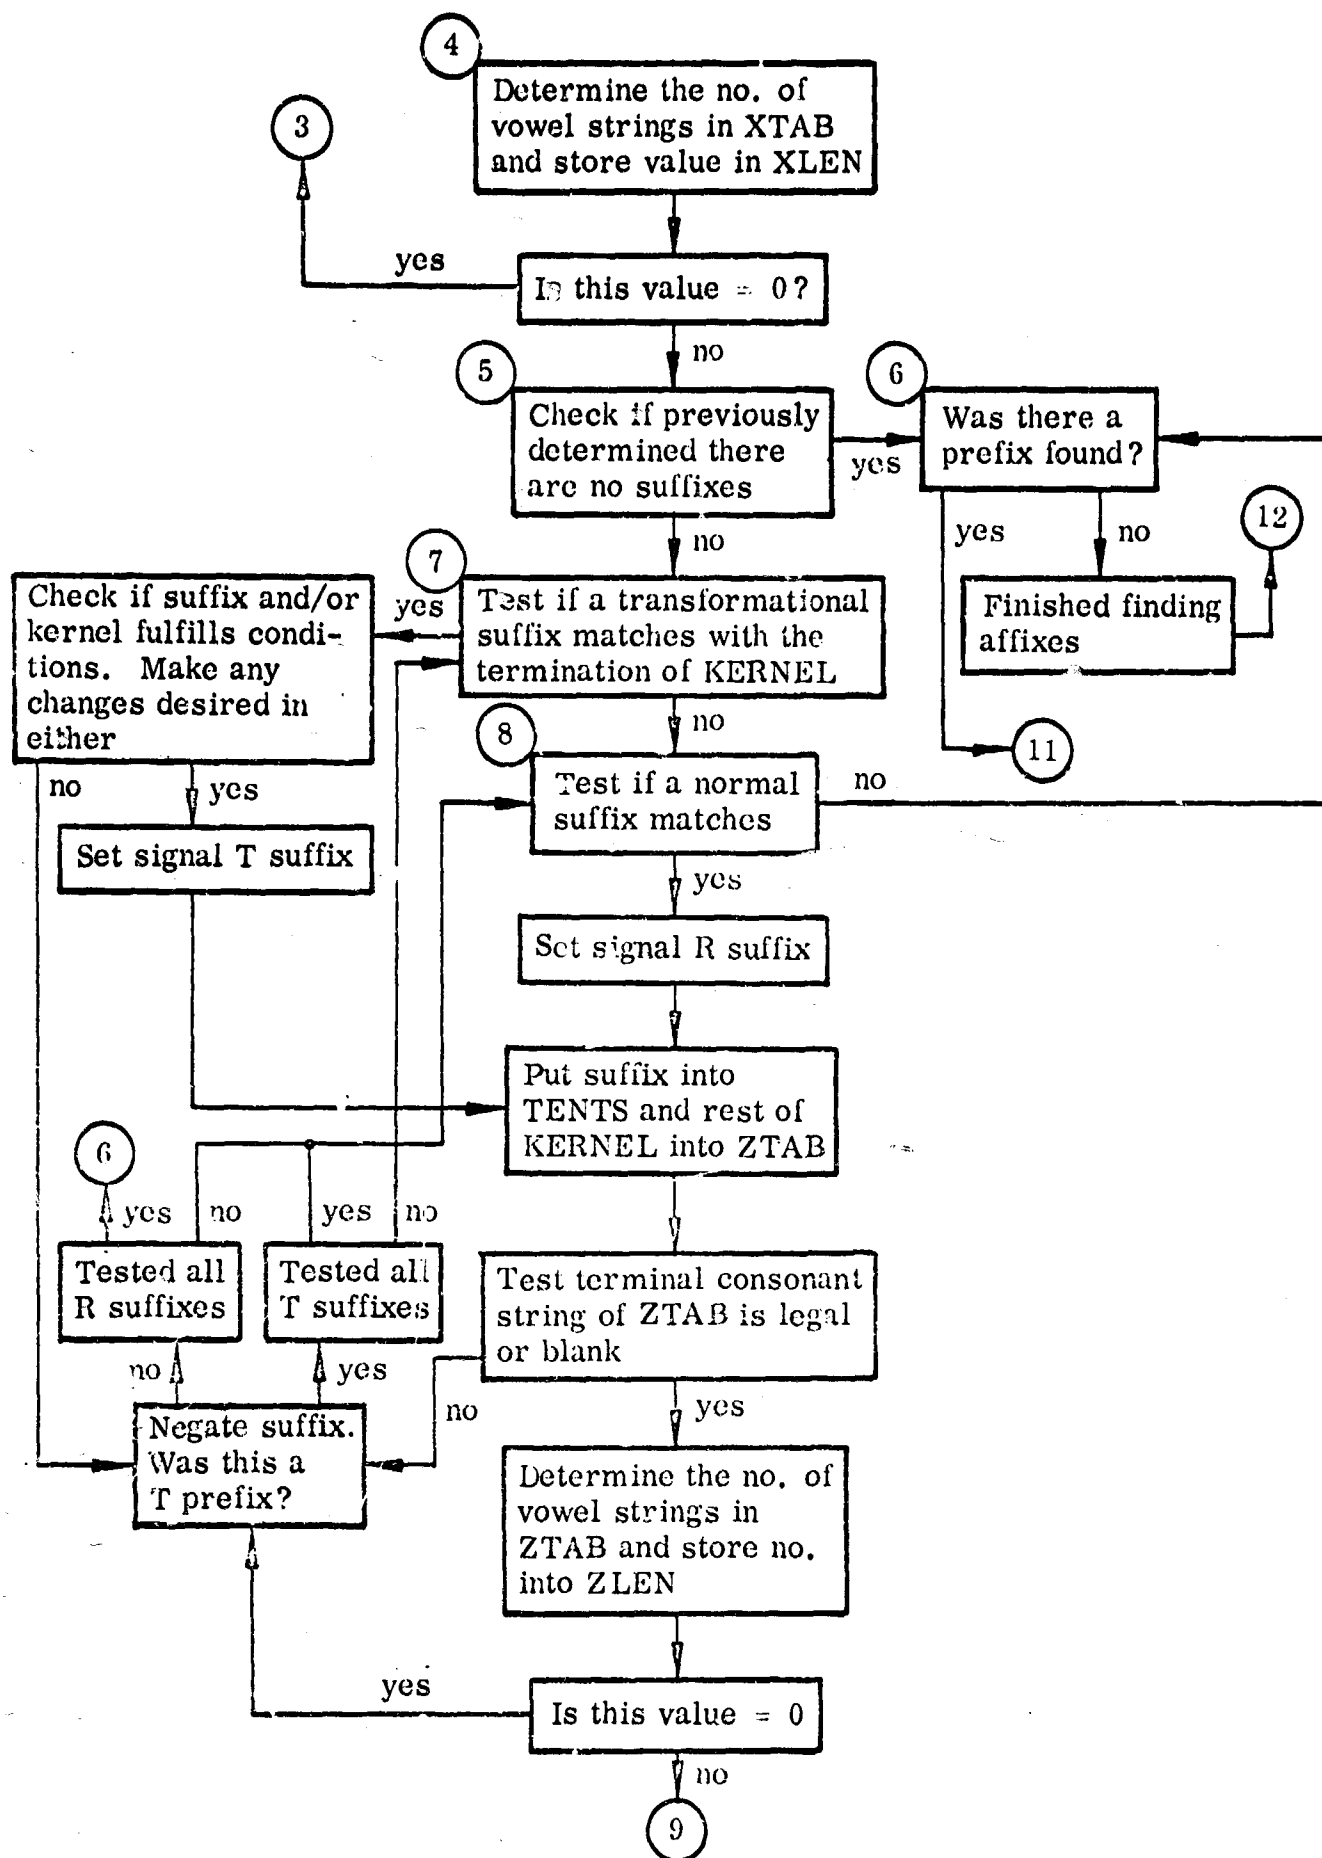 4
Determine the no. of
vowel strings in XTAB
and store value in XLEN
3
yes
Is this value = 0?
no
5
Check if previously
determined there
are no suffixes
yes
6
Was there a
prefix found?
yes
no
12
Finished finding
affixes
11
no
7
Test if a transformational
suffix matches with the
termination of KERNEL
yes
Check if suffix and/or
kernel fulfills condi-
tions. Make any
changes desired in
either
no
yes
Set signal T suffix
no
8
Test if a normal
suffix matches
no
yes
Set signal R suffix
Put suffix into
TENTS and rest of
KERNEL into ZTAB
6
yes
no
yes
no
Tested all
R suffixes
Tested all
T suffixes
Test terminal consonant
string of ZTAB is legal
or blank
no
yes
no
yes
Negate suffix.
Was this a
T prefix?
Determine the no. of
vowel strings in
ZTAB and store no.
into ZLEN
yes
Is this value = 0
no
9